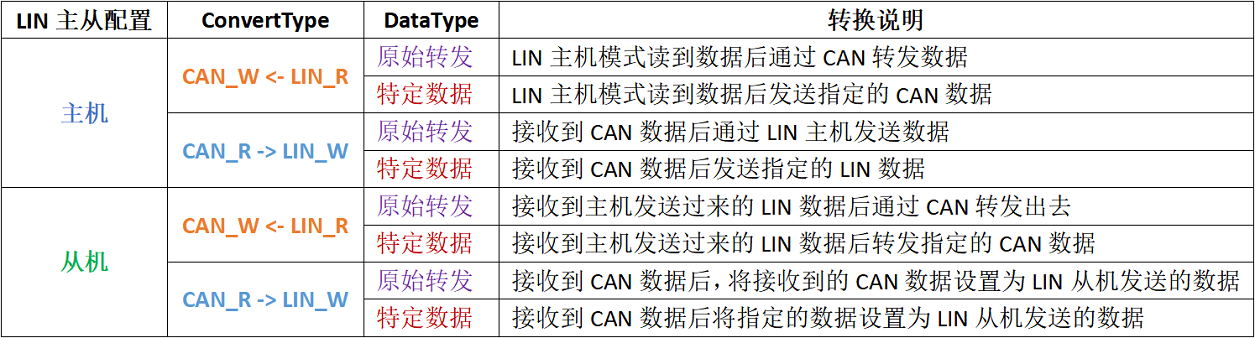 LIN 主从配置 ConvertType DataType 转换说明
主机 CAN_W <- LIN_R 原始转发 LIN 主机模式读到数据后通过 CAN 转发数据
特定数据 LIN 主机模式读到数据后发送指定的 CAN 数据
CAN_R -> LIN_W 原始转发 接收到 CAN 数据后通过 LIN 主机发送数据
特定数据 接收到 CAN 数据后发送指定的 LIN 数据
从机 CAN_W <- LIN_R 原始转发 接收到主机发送过来的 LIN 数据后通过 CAN 转发出去
特定数据 接收到主机发送过来的 LIN 数据后转发指定的 CAN 数据
CAN_R -> LIN_W 原始转发 接收到 CAN 数据后，将接收到的 CAN 数据设置为 LIN 从机发送的数据
特定数据 接收到 CAN 数据后将指定的数据设置为 LIN 从机发送的数据